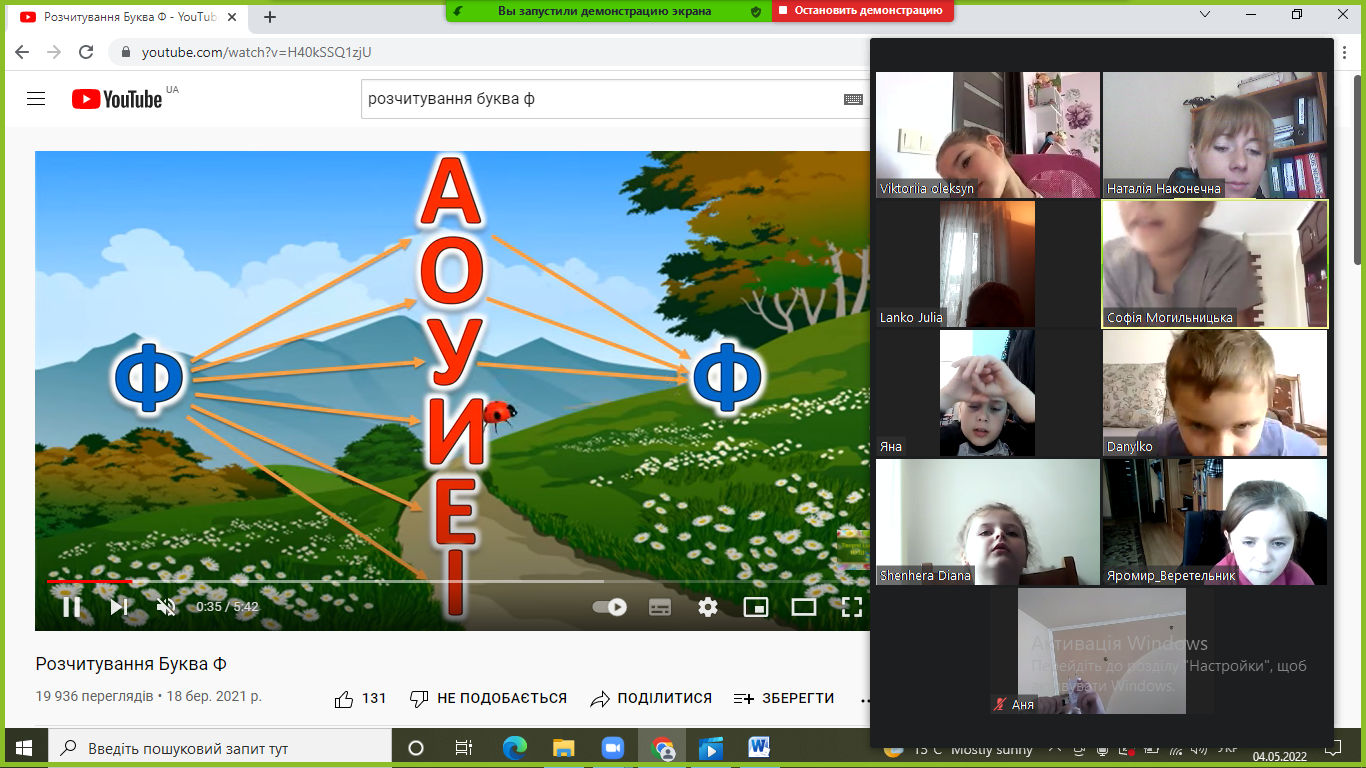 Розчитування Буква Ф - YouTub
Вы запустили демонстрацию экрана
Остановить демонстрацию
youtube.com/watch?v=H40kSSQ1zjU
YouTube UA
розчитування буква ф
А
О
У
И
Е
І
Ф
Ф
0:35 / 5:42
Розчитування Буква Ф
19 936 переглядів • 18 бер. 2021 р.
131
НЕ ПОДОБАЄТЬСЯ
ПОДІЛИТИСЯ
ЗБЕРЕГТИ
Viktoriia oleksyn
Наталія Наконечна
Lanko Julia
Софія Могильницька
Яна
Danylko
Shenhera Diana
Яромир_Веретельник
Аня
Активація Windows
Перейдіть до розділу "Настройки", щоб
Windows.
Введіть пошуковий запит тут
15°C Mostly sunny
УКР
04.05.2022